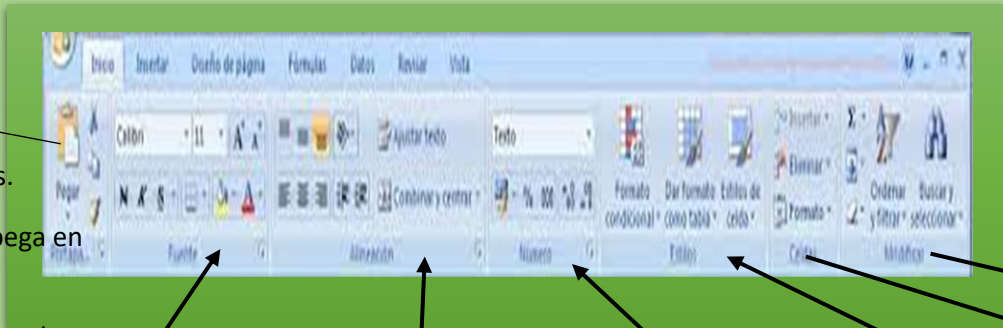 Inicio Insertar Diseño de página Fórmulas Datos Revisar Vista
Calibri 11 A A Ajustar texto Texto Insertar Σ
s.
Pegar N K S Combinar y centrar % 000 Formato Dar formato Estilos de Eliminar Ordenar Buscar y
condicional como tabla celda Formato y filtrar seleccionar
pega en
Portapa... Fuente Alineación Número Estilos Celdas Modificar